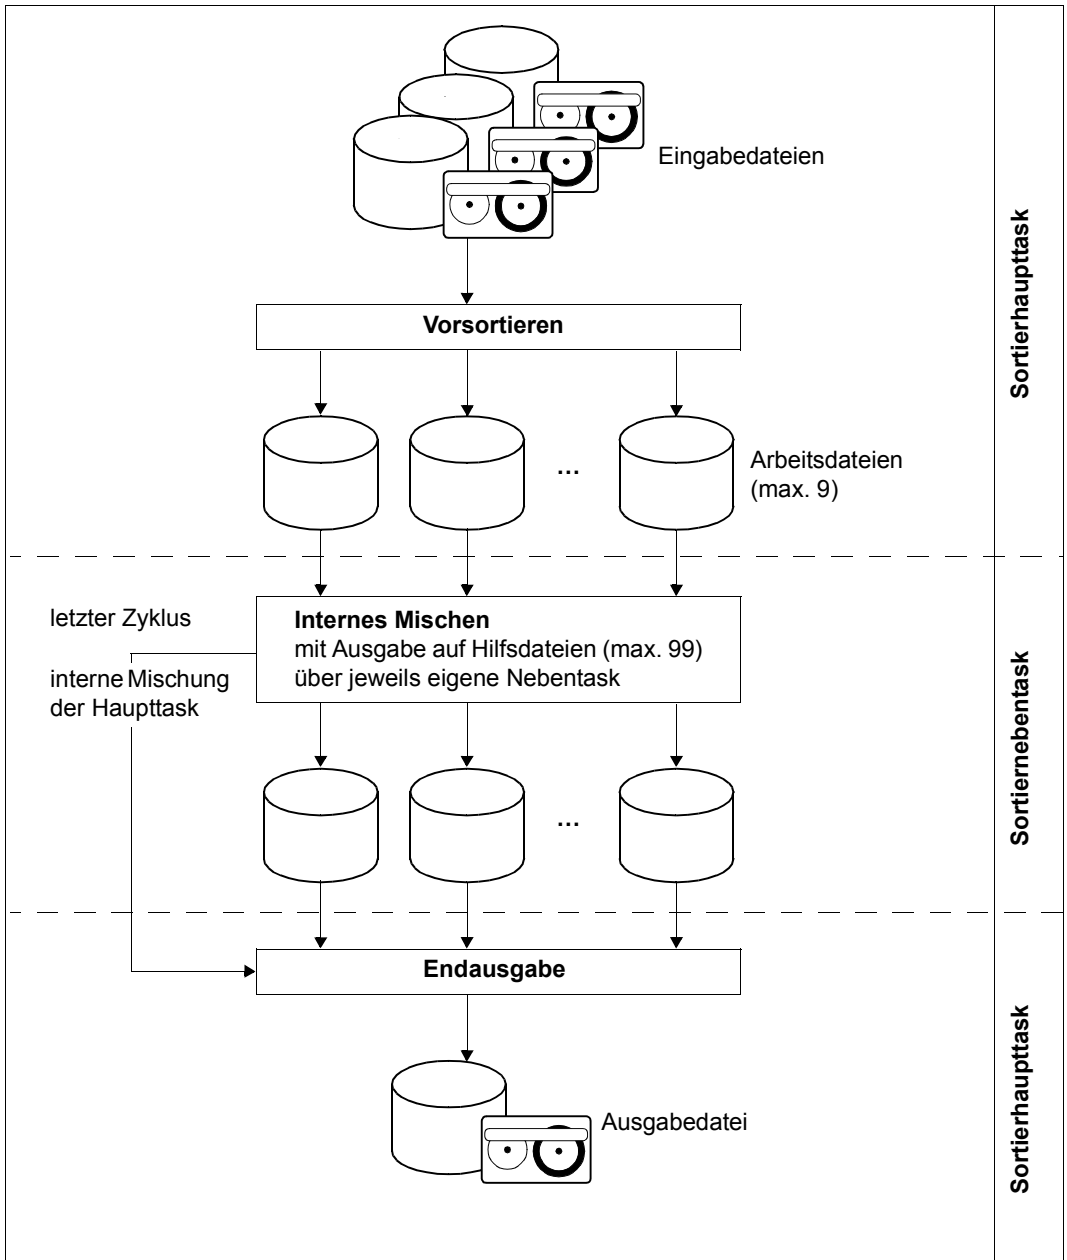 Eingabedateien
Sortierhaupttask
Vorsortieren
...
Arbeitsdateien
(max. 9)
letzter Zyklus
interne Mischung
der Haupttask
Internes Mischen
mit Ausgabe auf Hilfsdateien (max. 99)
über jeweils eigene Nebentask
Sortiernebentask
...
Endausgabe
Sortierhaupttask
Ausgabedatei